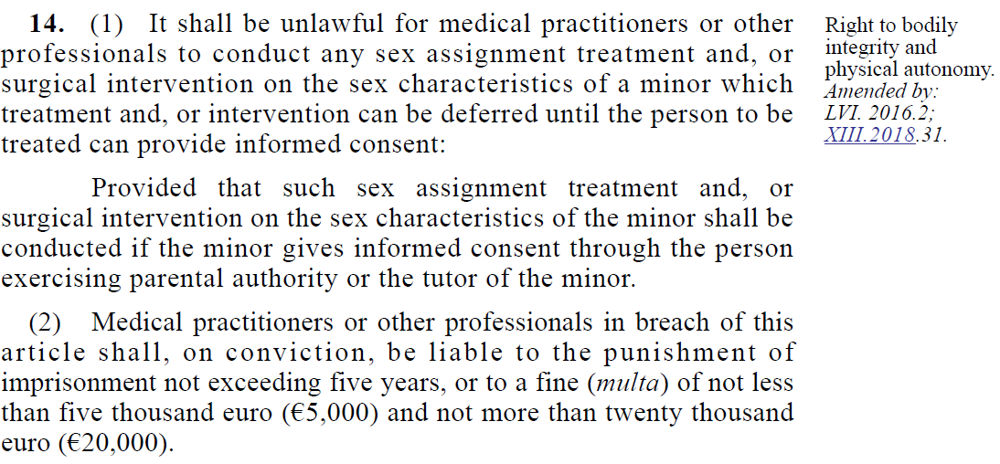 14. (1) It shall be unlawful for medical practitioners or other
professionals to conduct any sex assignment treatment and, or
surgical intervention on the sex characteristics of a minor which
treatment and, or intervention can be deferred until the person to be
treated can provide informed consent:
Provided that such sex assignment treatment and, or
surgical intervention on the sex characteristics of the minor shall be
conducted if the minor gives informed consent through the person
exercising parental authority or the tutor of the minor.
(2) Medical practitioners or other professionals in breach of this
article shall, on conviction, be liable to the punishment of
imprisonment not exceeding five years, or to a fine (multa) of not less
than five thousand euro (€5,000) and not more than twenty thousand
euro (€20,000).
Right to bodily
integrity and
physical autonomy.
Amended by:
LVI. 2016.2;
XIII.2018.31.